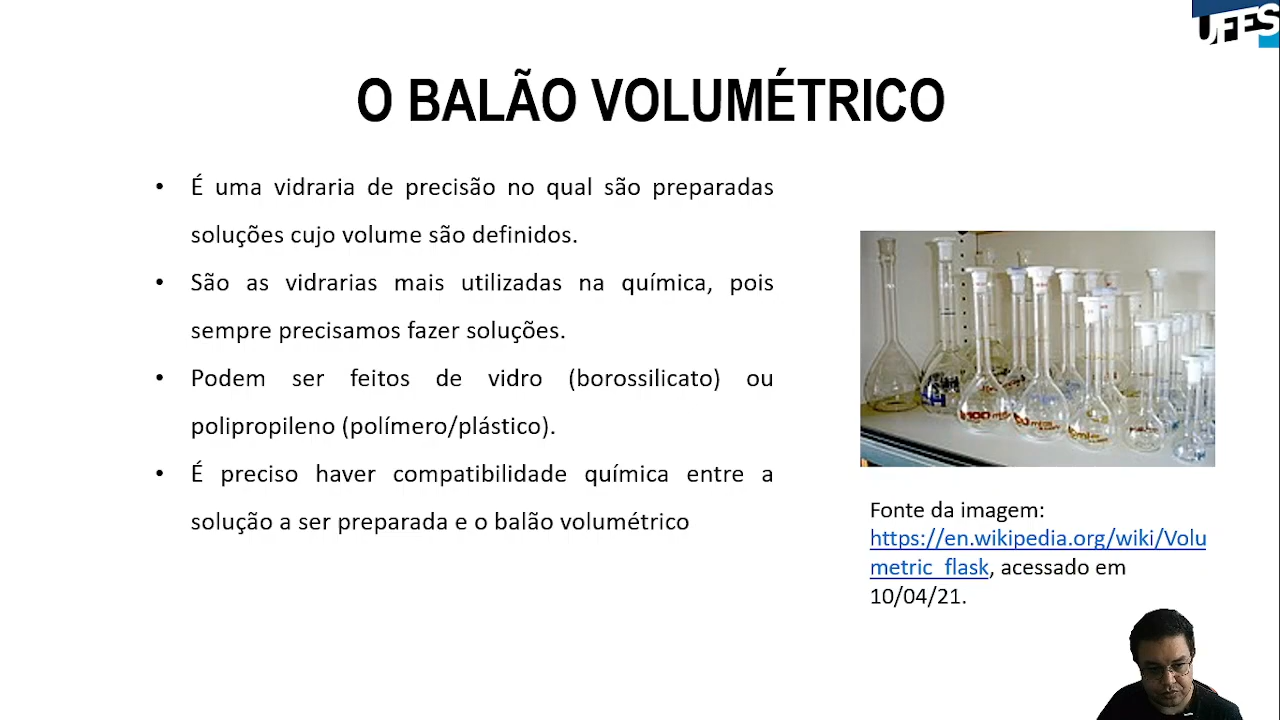 UFES
O BALÃO VOLUMÉTRICO
• É uma vidraria de precisão no qual são preparadas
soluções cujo volume são definidos.
• São as vidrarias mais utilizadas na química, pois
sempre precisamos fazer soluções.
• Podem ser feitos de vidro (borossilicato) ou
polipropileno (polímero/plástico).
• É preciso haver compatibilidade química entre a
solução a ser preparada e o balão volumétrico
Fonte da imagem:
https://en.wikipedia.org/wiki/Volu
metric_flask, acessado em
10/04/21.